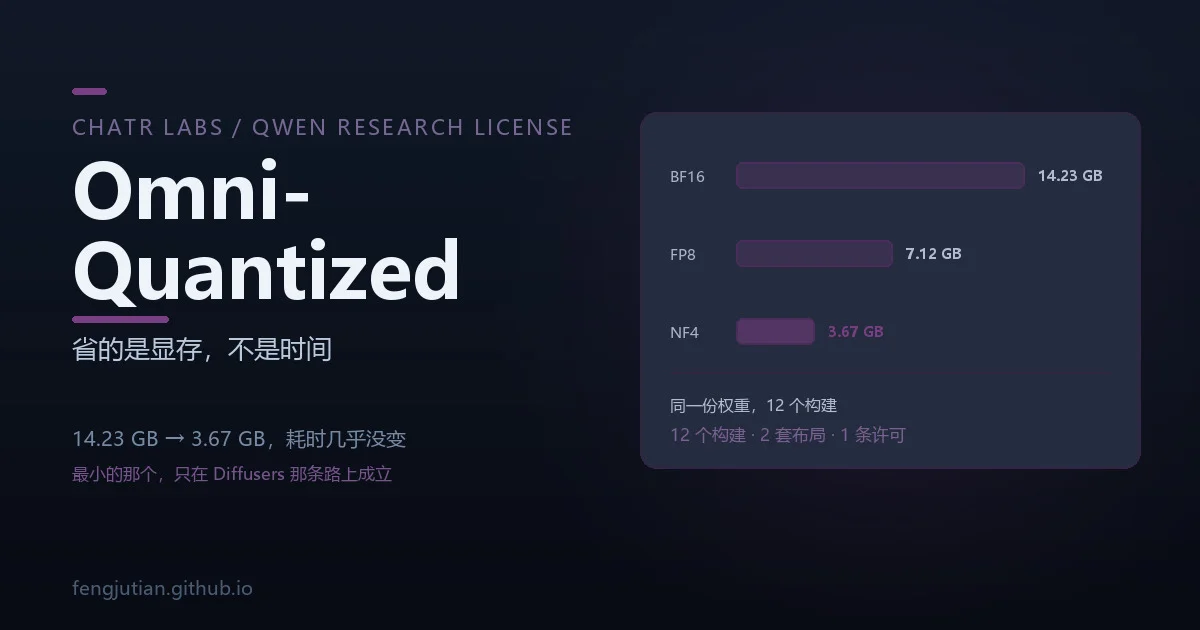 CHATR LABS / QWEN RESEARCH LICENSE
Omni-
Quantized
省的是显存，不是时间
14.23 GB → 3.67 GB，耗时几乎没变
最小的那个，只在 Diffusers 那条路上成立
fengjutian.github.io
BF16 14.23 GB
FP8 7.12 GB
NF4 3.67 GB
同一份权重，12 个构建
12 个构建 · 2 套布局 · 1 条许可